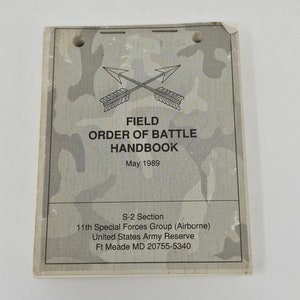 FIELD
ORDER OF BATTLE
HANDBOOK
May 1989
S-2 Section
11th Special Forces Group (Airborne)
United States Army Reserve
Ft Meade MD 20755-5340